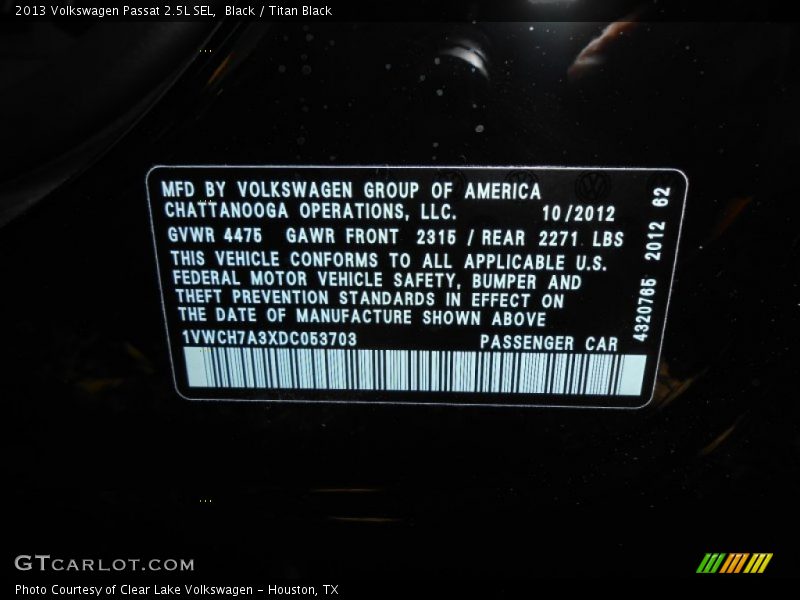 2013 Volkswagen Passat 2.5L SEL,  Black / Titan Black
MFD BY VOLKSWAGEN GROUP OF AMERICA
CHATTANOOGA OPERATIONS, LLC. 10/2012
GVWR 4475 GAWR FRONT 2315 / REAR 2271 LBS
THIS VEHICLE CONFORMS TO ALL APPLICABLE U.S.
FEDERAL MOTOR VEHICLE SAFETY, BUMPER AND
THEFT PREVENTION STANDARDS IN EFFECT ON
THE DATE OF MANUFACTURE SHOWN ABOVE
1VWCH7A3XDC053703 PASSENGER CAR
4320765 2012 62
GTCARLOT.COM
Photo Courtesy of Clear Lake Volkswagen - Houston, TX